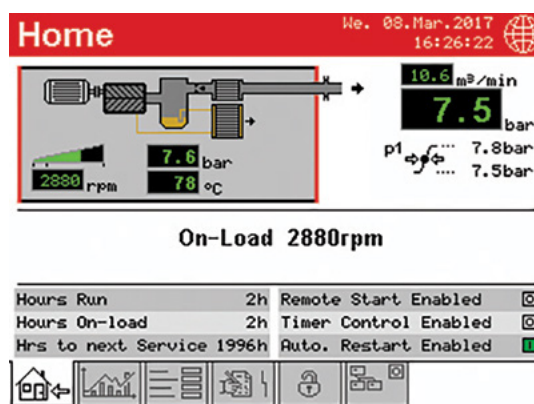 Home
We. 08.Mar.2017
16:26:22
10.6 m³/min
7.5 bar
p1 7.8bar
7.5bar
7.6 bar
2880 rpm
78 °C
On-Load 2880rpm
Hours Run 2h
Remote Start Enabled
Hours On-load 2h
Timer Control Enabled
Hrs to next Service 1996h
Auto. Restart Enabled